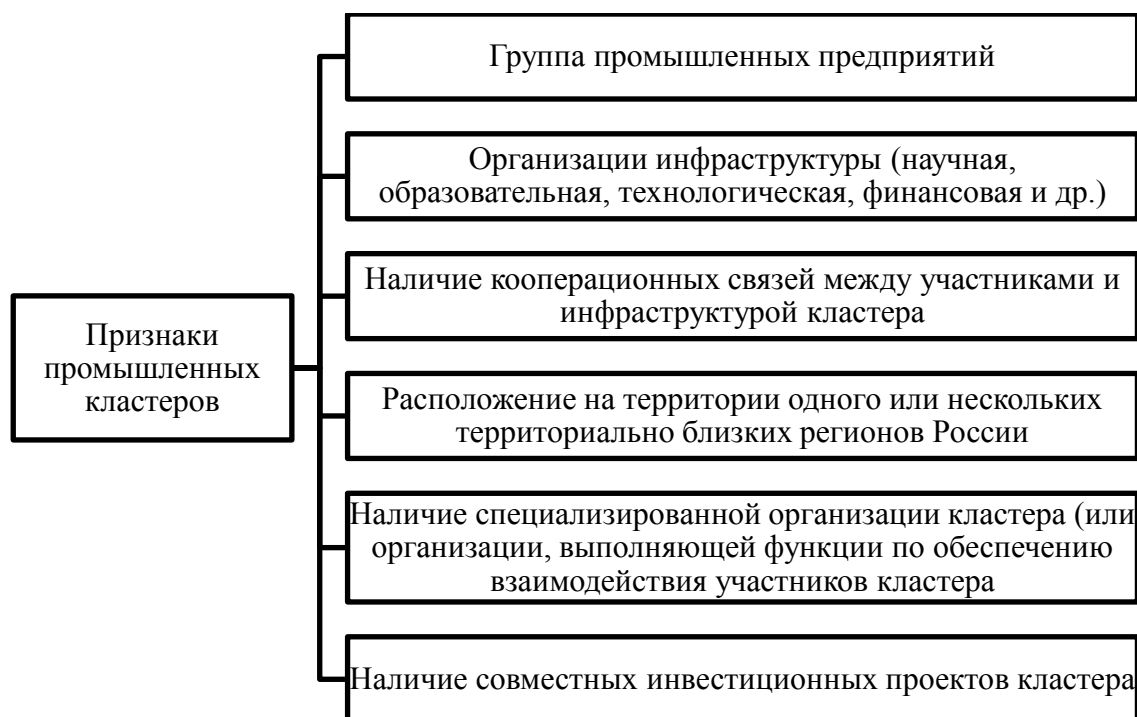 Группа промышленных предприятий
Организации инфраструктуры (научная,
образовательная, технологическая, финансовая и др.)
Наличие кооперационных связей между участниками и
инфраструктурой кластера
Признаки
промышленных
кластеров
Расположение на территории одного или нескольких
территориально близких регионов России
Наличие специализированной организации кластера (или
организации, выполняющей функции по обеспечению
взаимодействия участников кластера
Наличие совместных инвестиционных проектов кластера